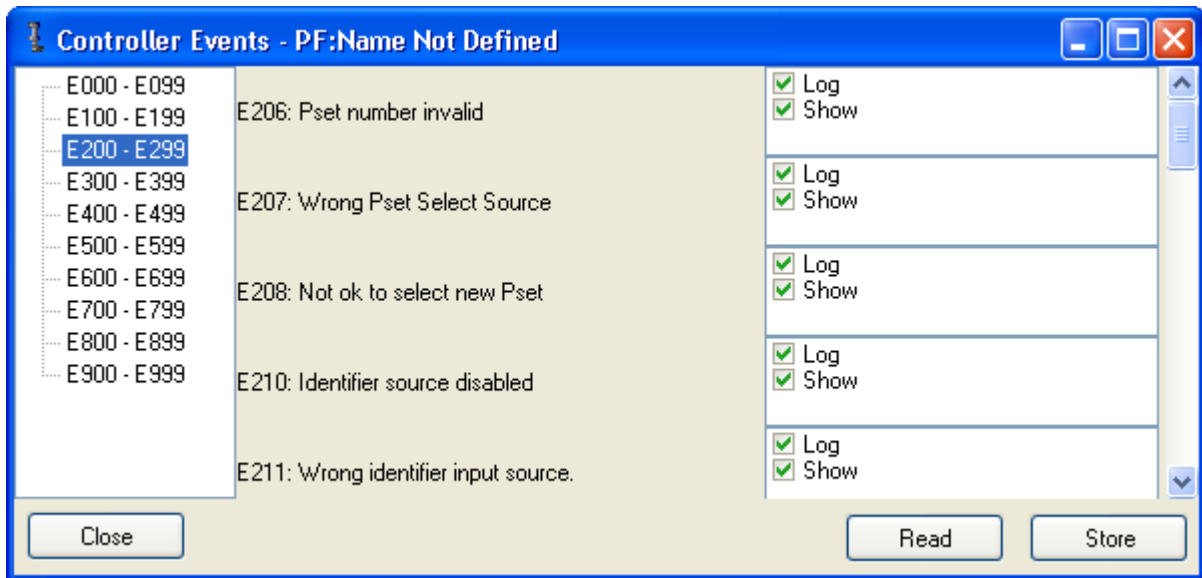 Controller Events - PF:Name Not Defined
E000 - E099
E100 - E199
E200 - E299
E300 - E399
E400 - E499
E500 - E599
E600 - E699
E700 - E799
E800 - E899
E900 - E999
E206: Pset number invalid
Log
Show
E207: Wrong Pset Select Source
Log
Show
E208: Not ok to select new Pset
Log
Show
E210: Identifier source disabled
Log
Show
E211: Wrong identifier input source.
Log
Show
Close
Read
Store